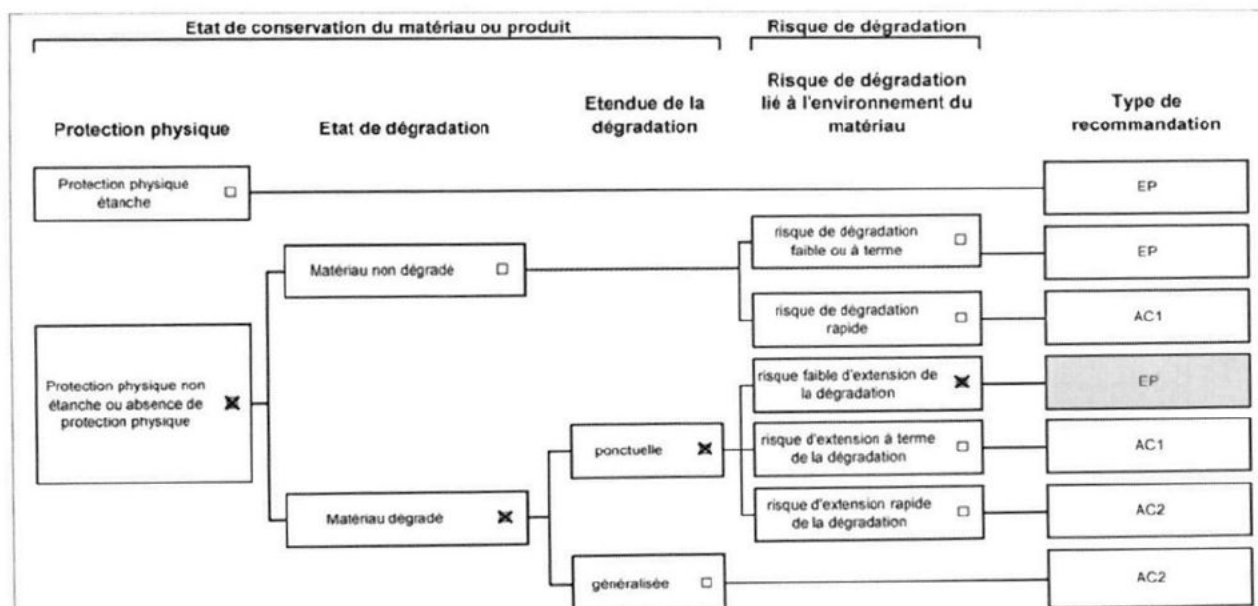 Etat de conservation du matériau ou produit
Risque de dégradation
Protection physique
Etat de dégradation
Etendue de la
dégradation
Risque de dégradation
lié à l'environnement du
matériau
Type de
recommandation
Protection physique
étanche
EP
Matériau non dégradé
risque de dégradation
faible ou à terme
EP
risque de dégradation
rapide
AC1
Protection physique non
étanche ou absence de
protection physique
risque faible d'extension de
la dégradation
EP
ponctuelle
risque d'extension à terme
de la dégradation
AC1
Matériau dégradé
risque d'extension rapide
de la dégradation
AC2
généralisée
AC2